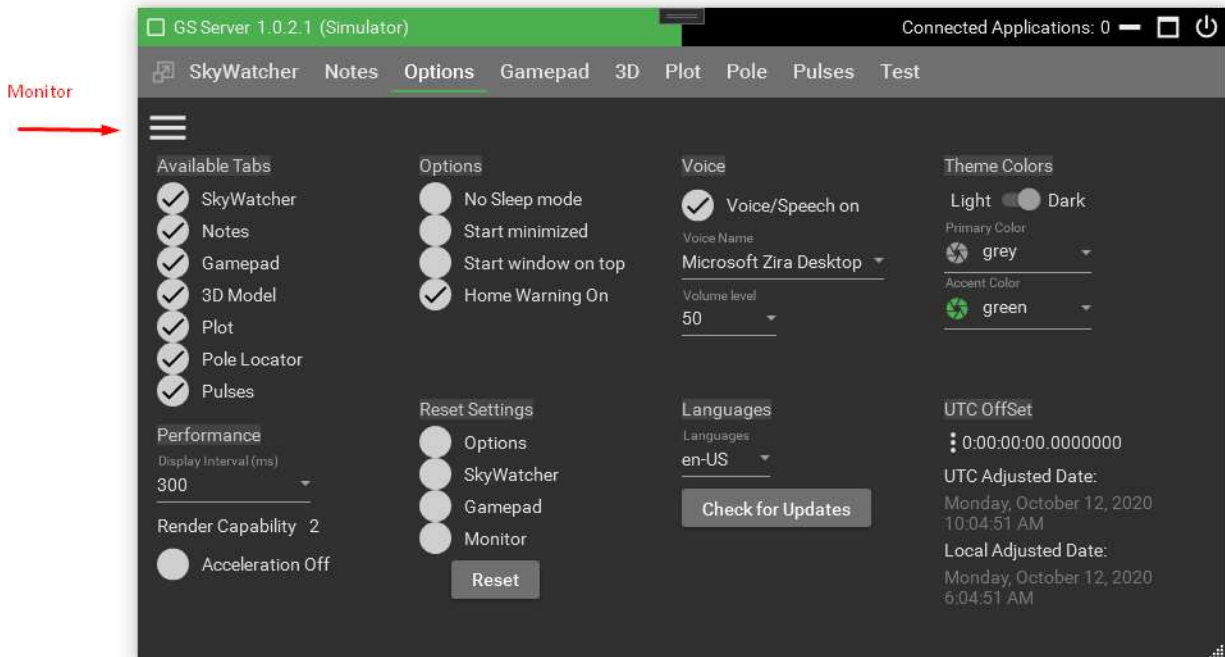 GS Server 1.0.2.1 (Simulator)
Connected Applications: 0
SkyWatcher Notes Options Gamepad 3D Plot Pole Pulses Test
Monitor
Available Tabs
SkyWatcher
Notes
Gamepad
3D Model
Plot
Pole Locator
Pulses
Performance
Display Interval (ms)
300
Render Capability 2
Acceleration Off
Options
No Sleep mode
Start minimized
Start window on top
Home Warning On
Reset Settings
Options
SkyWatcher
Gamepad
Monitor
Reset
Voice
Voice/Speech on
Voice Name
Microsoft Zira Desktop
Volume level
50
Languages
Languages
en-US
Check for Updates
Theme Colors
Light Dark
Primary Color
grey
Accent Color
green
UTC OffSet
0:00:00:00.0000000
UTC Adjusted Date:
Monday, October 12, 2020
10:04:51 AM
Local Adjusted Date:
Monday, October 12, 2020
6:04:51 AM